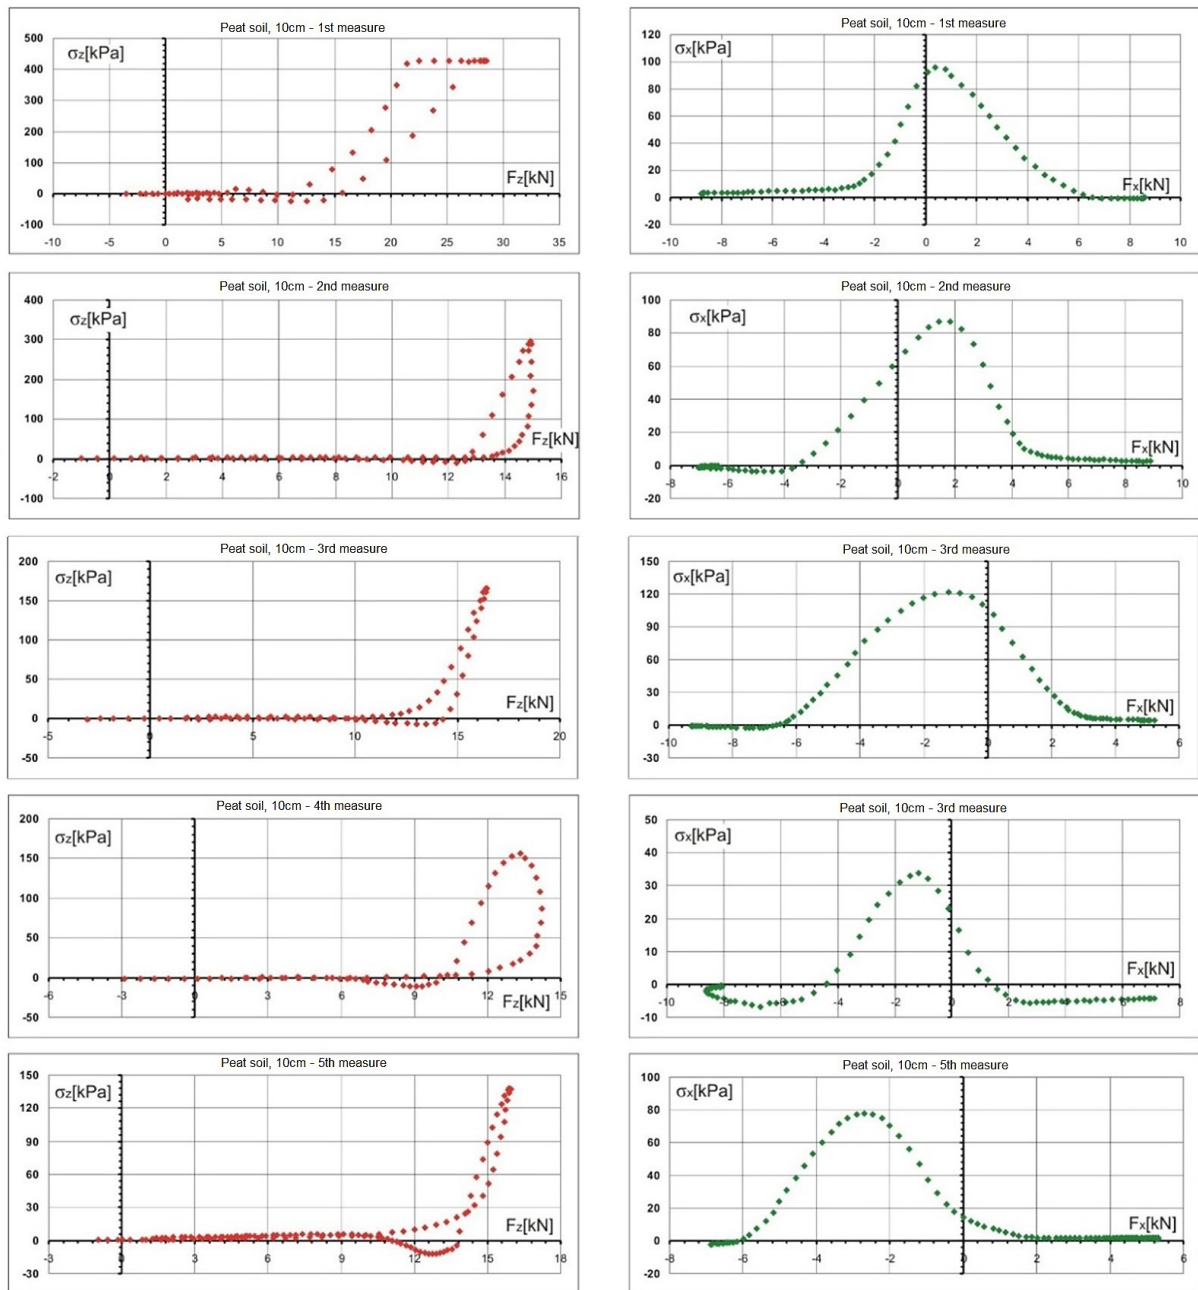 Peat soil, 10cm - 1st measure
500
σz[kPa]
400
300
200
100
Fz[kN]
0
-100
-10 -5 0 5 10 15 20 25 30 35
Peat soil, 10cm - 1st measure
120
σx[kPa]
100
80
60
40
20
Fx[kN]
0
-20
-10 -8 -6 -4 -2 0 2 4 6 8 10
Peat soil, 10cm - 2nd measure
400
σz[kPa]
300
200
100
Fz[kN]
0
-2 0 2 4 6 8 10 12 14 16
-100
Peat soil, 10cm - 2nd measure
100
σx[kPa]
80
60
40
20
Fx[kN]
0
-8 -6 -4 -2 0 2 4 6 8 10
-20
Peat soil, 10cm - 3rd measure
200
σz[kPa]
150
100
50
Fz[kN]
0
-5 0 5 10 15 20
-50
Peat soil, 10cm - 3rd measure
150
σx[kPa]
120
90
60
30
Fx[kN]
0
-10 -8 -6 -4 -2 0 2 4 6
-30
Peat soil, 10cm - 4th measure
200
σz[kPa]
150
100
50
0
-6 -3 0 3 6 9 12 15
Fz[kN]
-50
Peat soil, 10cm - 3rd measure
50
σx[kPa]
40
30
20
10
Fx[kN]
0
-10 -8 -6 -4 -2 0 2 4 6 8
-10
Peat soil, 10cm - 5th measure
150
σz[kPa]
120
90
60
30
Fz[kN]
0
-3 0 3 6 9 12 15 18
-30
Peat soil, 10cm - 5th measure
100
σx[kPa]
80
60
40
20
Fx[kN]
0
-8 -6 -4 -2 0 2 4 6
-20